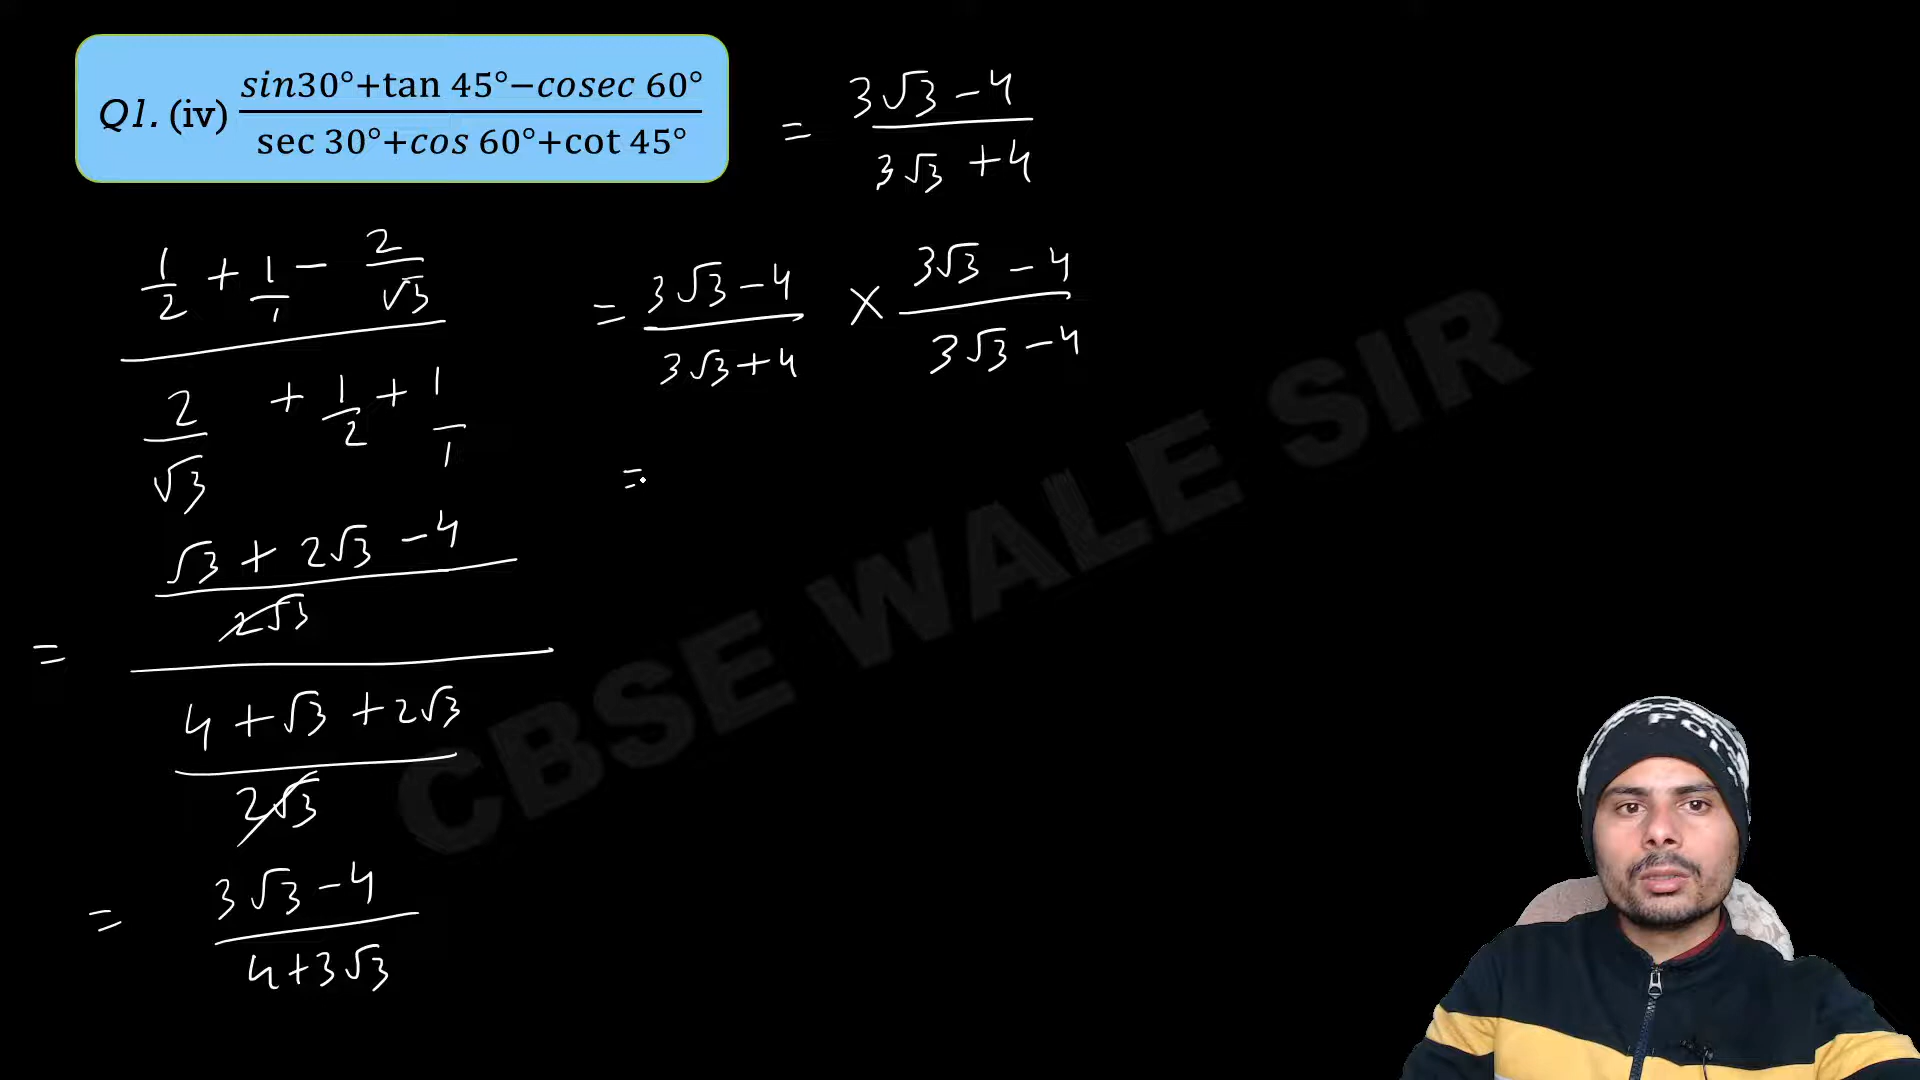 Q1. (iv) sin30°+tan 45°−cosec 60° / sec 30°+cos 60°+cot 45°
1/2 + 1/1 − 2/√3
2/√3 + 1/2 + 1/1
= √3 + 2√3 − 4 / 2√3
4 + √3 + 2√3 / 2√3
= 3√3 − 4 / 4 + 3√3
= 3√3 − 4 / 3√3 + 4
= 3√3 − 4 / 3√3 + 4 × 3√3 − 4 / 3√3 − 4
=
CBSE WALE SIR
POL